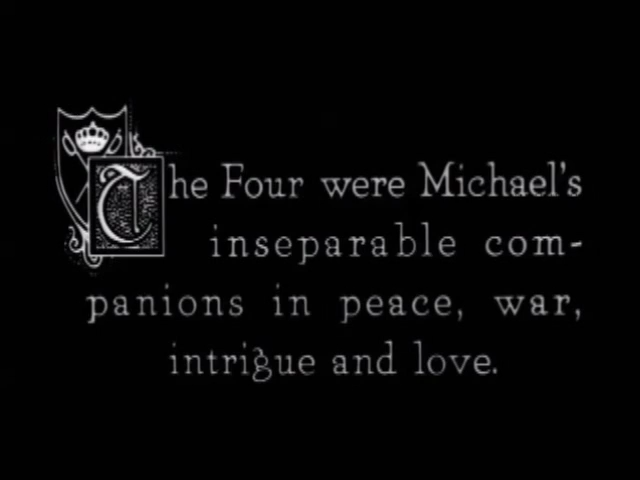 The Four were Michael's
inseparable com-
panions in peace, war,
intrigue and love.